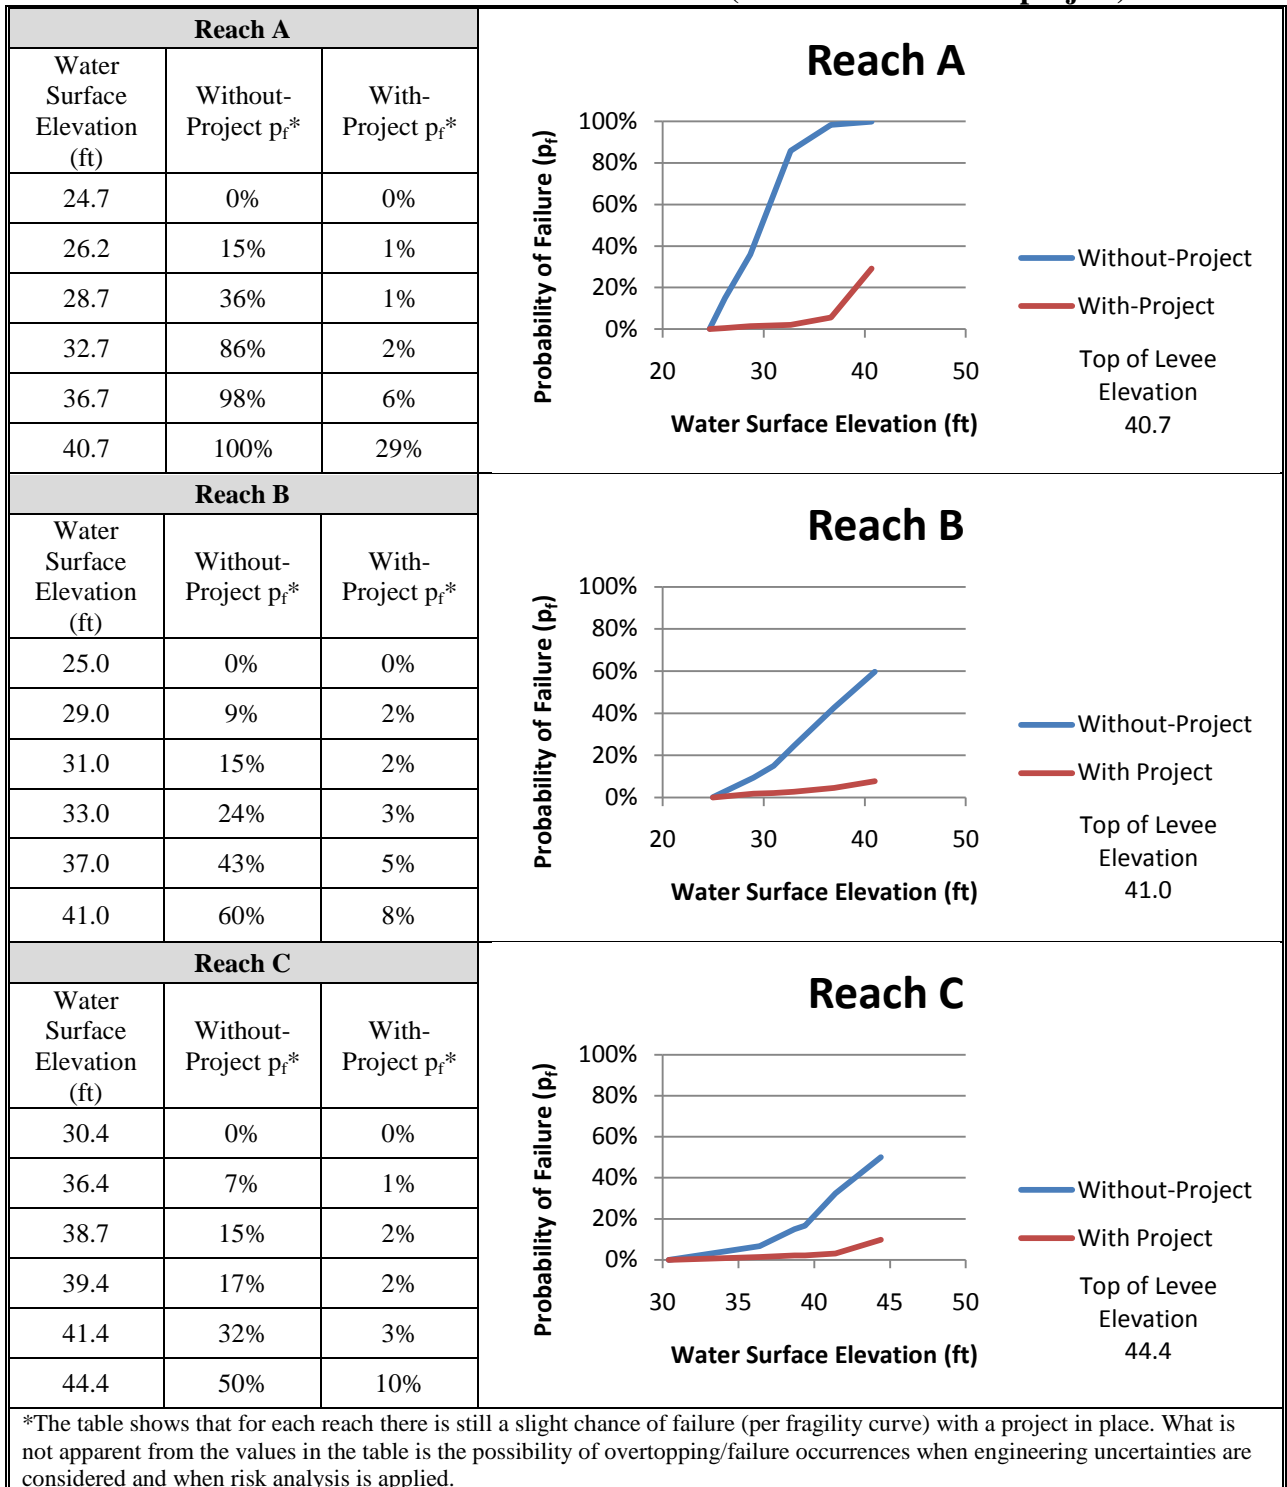 Reach A
Water
Surface
Elevation
(ft)
Without-
Project pf*
With-
Project pf*
24.7 0% 0%
26.2 15% 1%
28.7 36% 1%
32.7 86% 2%
36.7 98% 6%
40.7 100% 29%
Reach A
Probability of Failure (pf)
100%
80%
60%
40%
20%
0%
20 30 40 50
Water Surface Elevation (ft)
Without-Project
With-Project
Top of Levee
Elevation
40.7
Reach B
Water
Surface
Elevation
(ft)
Without-
Project pf*
With-
Project pf*
25.0 0% 0%
29.0 9% 2%
31.0 15% 2%
33.0 24% 3%
37.0 43% 5%
41.0 60% 8%
Reach B
Probability of Failure (pf)
100%
80%
60%
40%
20%
0%
20 30 40 50
Water Surface Elevation (ft)
Without-Project
With Project
Top of Levee
Elevation
41.0
Reach C
Water
Surface
Elevation
(ft)
Without-
Project pf*
With-
Project pf*
30.4 0% 0%
36.4 7% 1%
38.7 15% 2%
39.4 17% 2%
41.4 32% 3%
44.4 50% 10%
Reach C
Probability of Failure (pf)
100%
80%
60%
40%
20%
0%
30 35 40 45 50
Water Surface Elevation (ft)
Without-Project
With Project
Top of Levee
Elevation
44.4
*The table shows that for each reach there is still a slight chance of failure (per fragility curve) with a project in place. What is
not apparent from the values in the table is the possibility of overtopping/failure occurrences when engineering uncertainties are
considered and when risk analysis is applied.